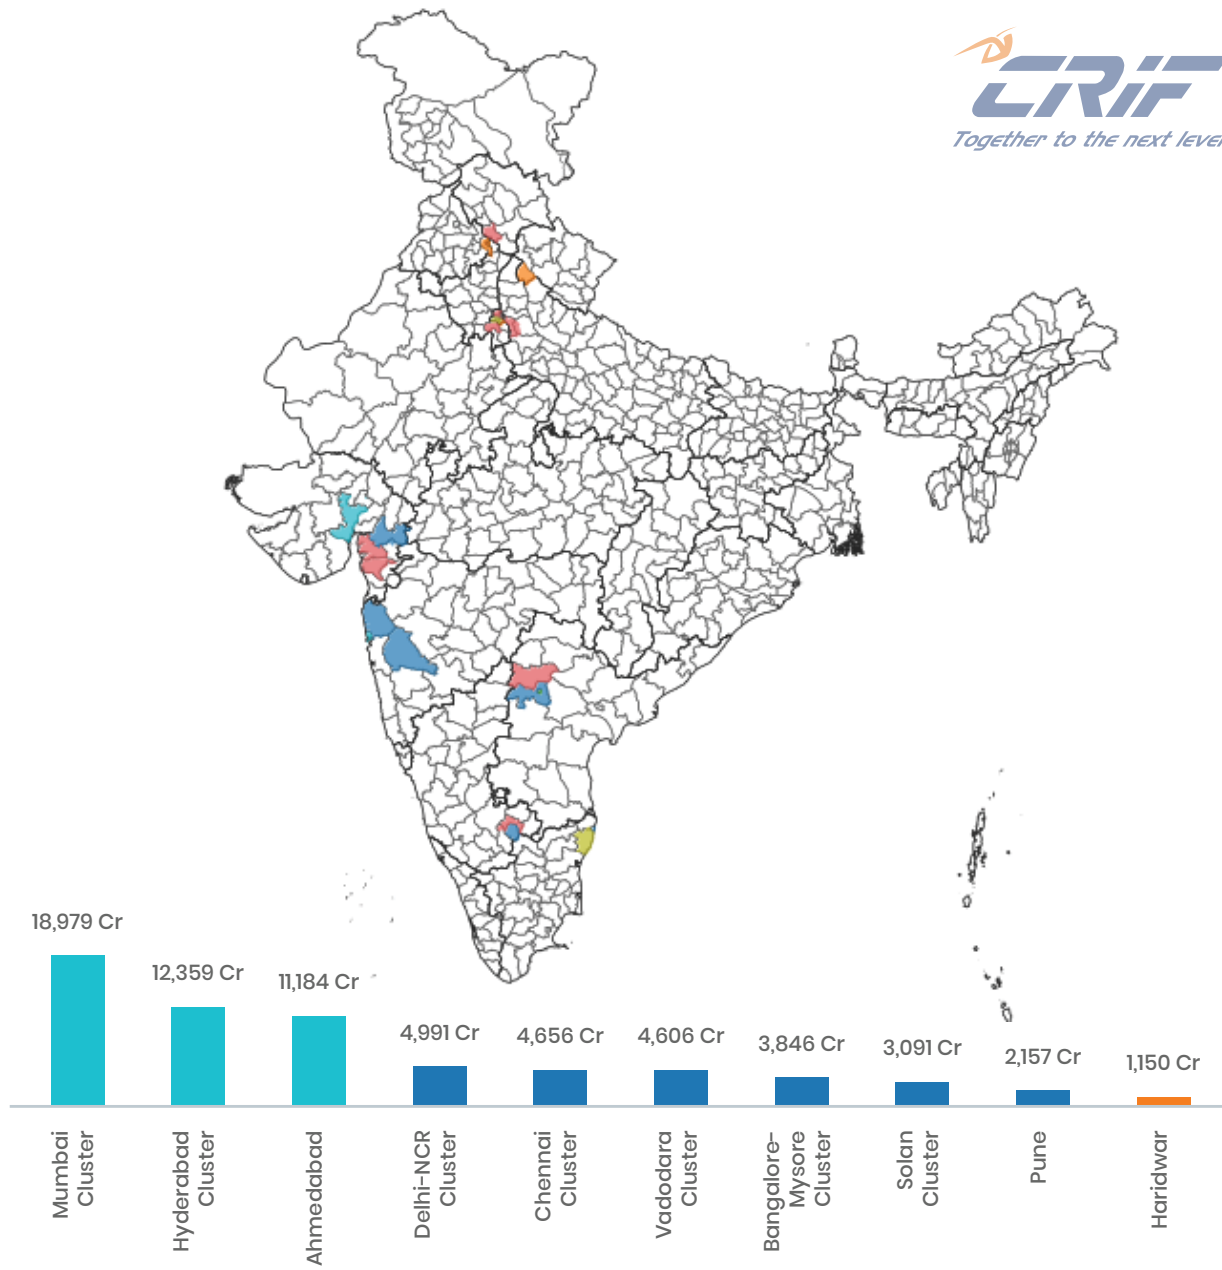 CRIF
Together to the next level
18,979 Cr
12,359 Cr
11,184 Cr
4,991 Cr
4,656 Cr
4,606 Cr
3,846 Cr
3,091 Cr
2,157 Cr
1,150 Cr
Mumbai
Cluster
Hyderabad
Cluster
Ahmedabad
Delhi-NCR
Cluster
Chennai
Cluster
Vadodara
Cluster
Bangalore-
Mysore
Cluster
Solan
Cluster
Pune
Haridwar